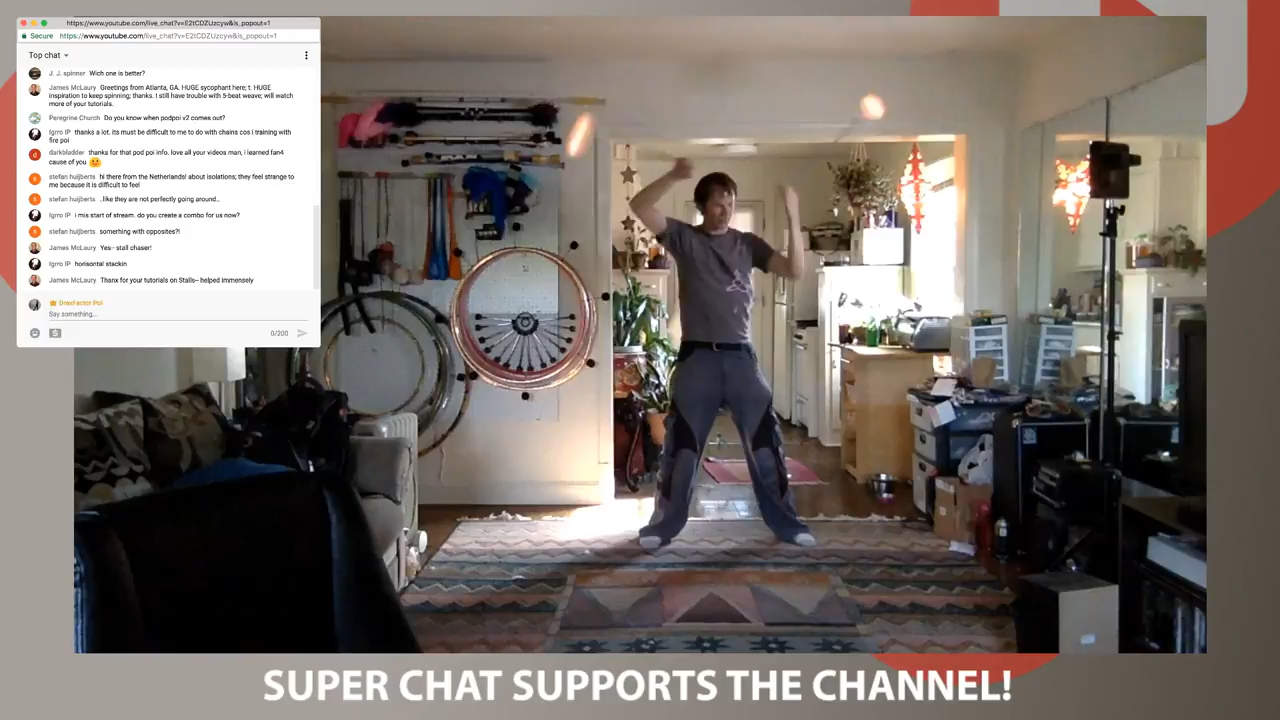 https://www.youtube.com/live_chat?v=E2tCDZUzcyw&is_popout=1
Secure https://www.youtube.com/live_chat?v=E2tCDZUzcyw&is_popout=1
Top chat
J. J. spinner Wich one is better?
James McLaury Greetings from Atlanta, GA. HUGE sycophant here; t. HUGE
inspiration to keep spinning; thanks. I still have trouble with 5-beat weave; will watch
more of your tutorials.
Peregrine Church Do you know when podpoi v2 comes out?
Igrro IP thanks a lot. its must be difficult to me to do with chains cos i training with
fire poi
darkbladder thanks for that pod poi info. love all your videos man, i learned fan4
cause of you
stefan huijberts hi there from the Netherlands! about isolations; they feel strange to
me because it is difficult to feel
stefan huijberts ..like they are not perfectly going around..
Igrro IP i mis start of stream. do you create a combo for us now?
stefan huijberts somerhing with opposites?!
James McLaury Yes-- stall chaser!
Igrro IP horisontal stackin
James McLaury Thanx for your tutorials on Stalls-- helped immensely
DrexFactor Poi
Say something...
0/200
SUPER CHAT SUPPORTS THE CHANNEL!